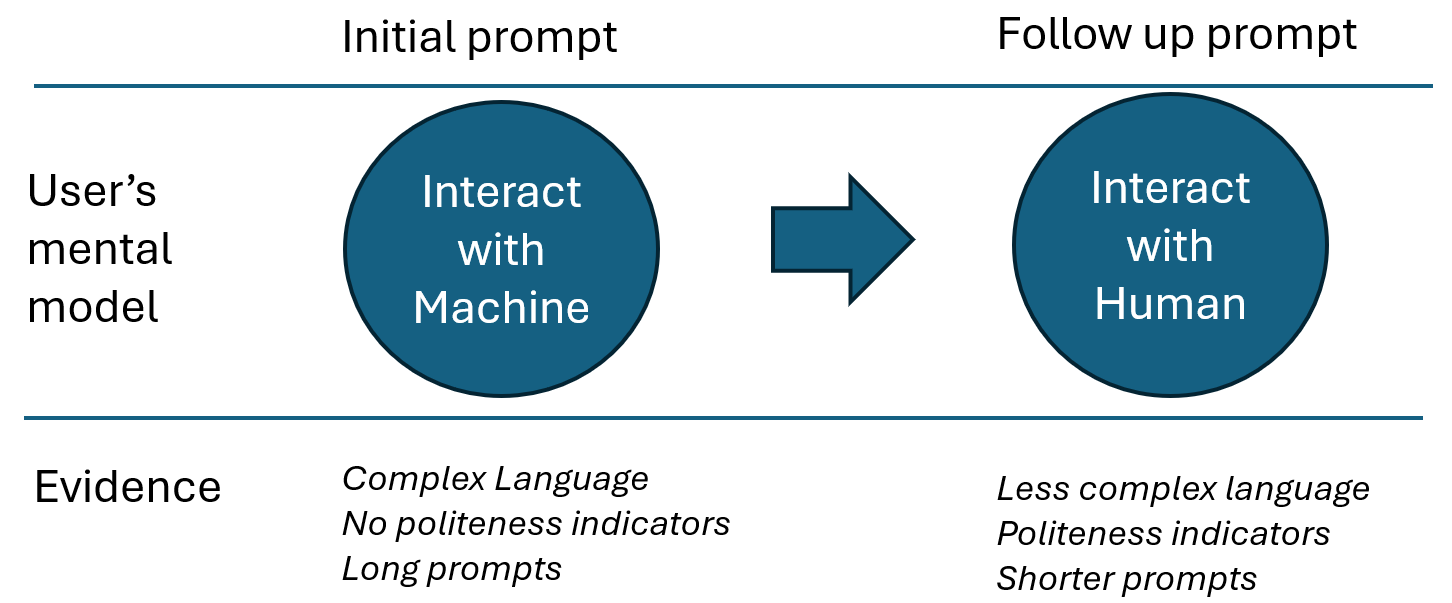 Initial prompt
Follow up prompt
User’s
mental
model
Interact
with
Machine
Interact
with
Human
Evidence
Complex Language
No politeness indicators
Long prompts
Less complex language
Politeness indicators
Shorter prompts